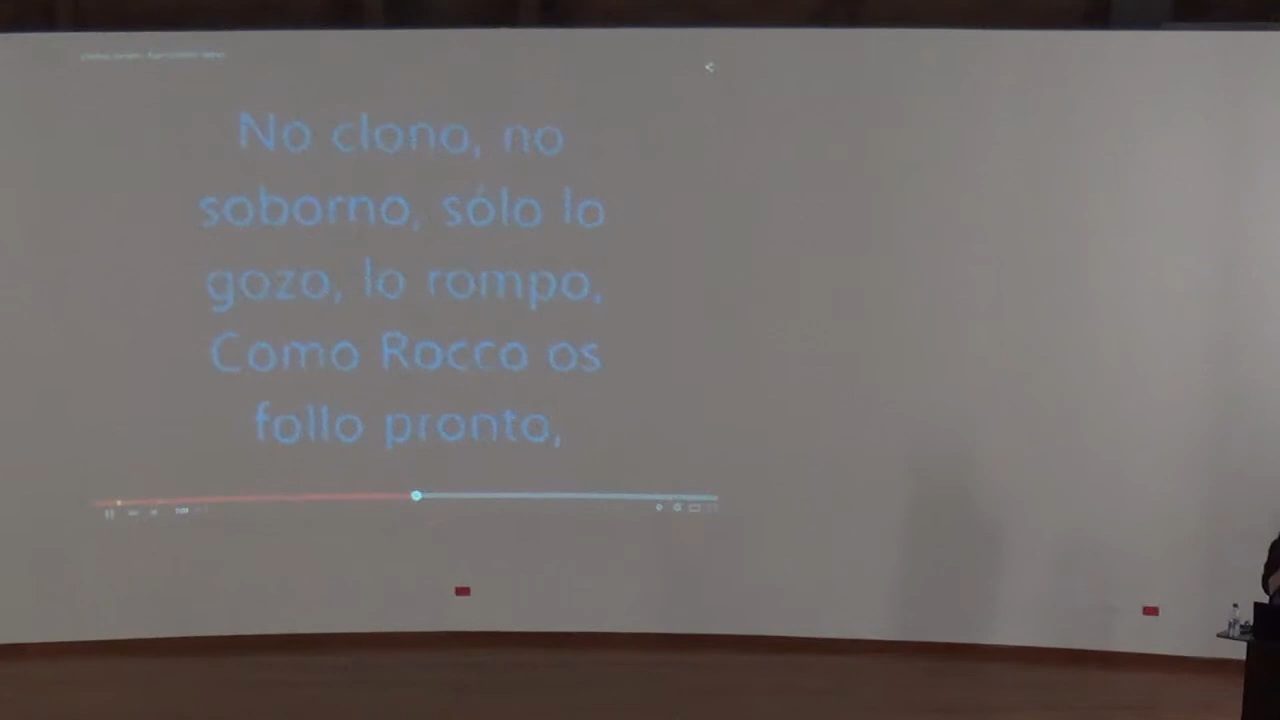 No clono, no
soborno, sólo lo
gozo, lo rompo,
Como Rocco os
follo pronto,